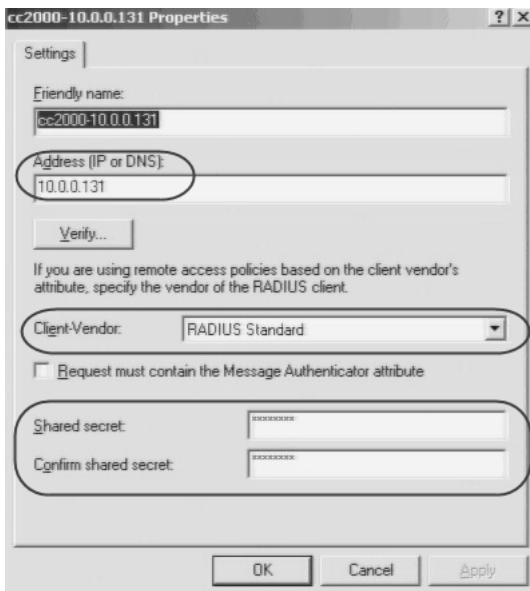 cc2000-10.0.0.131 Properties
Settings
Friendly name:
cc2000-10.0.0.131
Address (IP or DNS):
10.0.0.131
Verify...
If you are using remote access policies based on the client vendor's
attribute, specify the vendor of the RADIUS client.
Client-Vendor: RADIUS Standard
Request must contain the Message Authenticator attribute
Shared secret: ********
Confirm shared secret: ********
OK Cancel Apply